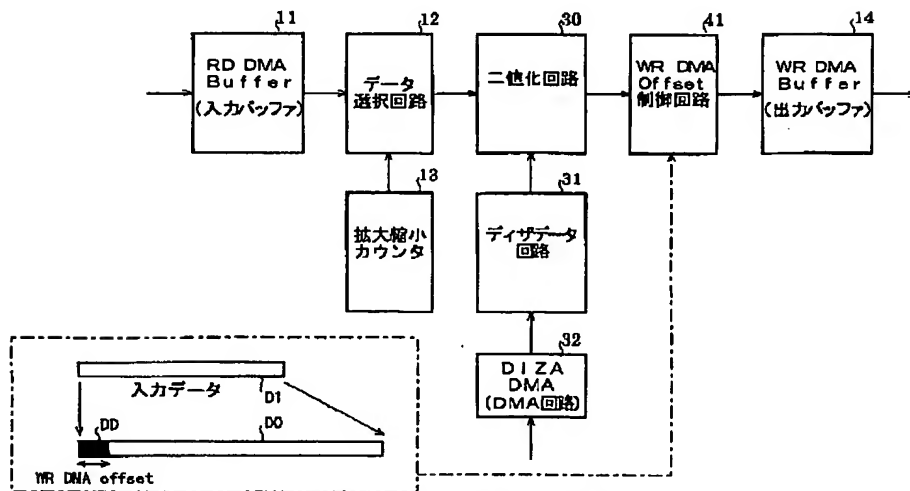 11
RD DMA
Buffer
(入力バッファ)
12
データ
選択回路
30
二値化回路
41
WR DMA
Offset
制御回路
14
WR DMA
Buffer
(出力バッファ)
13
拡大縮小
カウンタ
31
ディザデータ
回路
32
DIZA
DMA
(DMA回路)
入力データ
D1
DD
D0
WR DNA offset